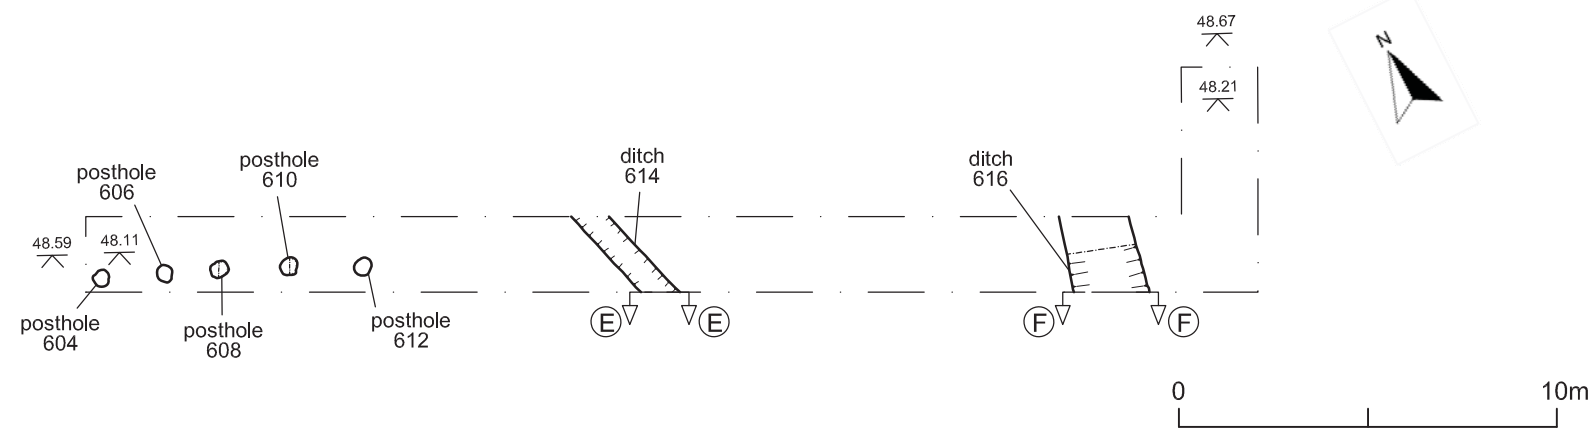 48.67
N
48.21
posthole
606
posthole
610
ditch
614
ditch
616
48.59
48.11
posthole
604
posthole
608
posthole
612
E
E
F
F
0
10m